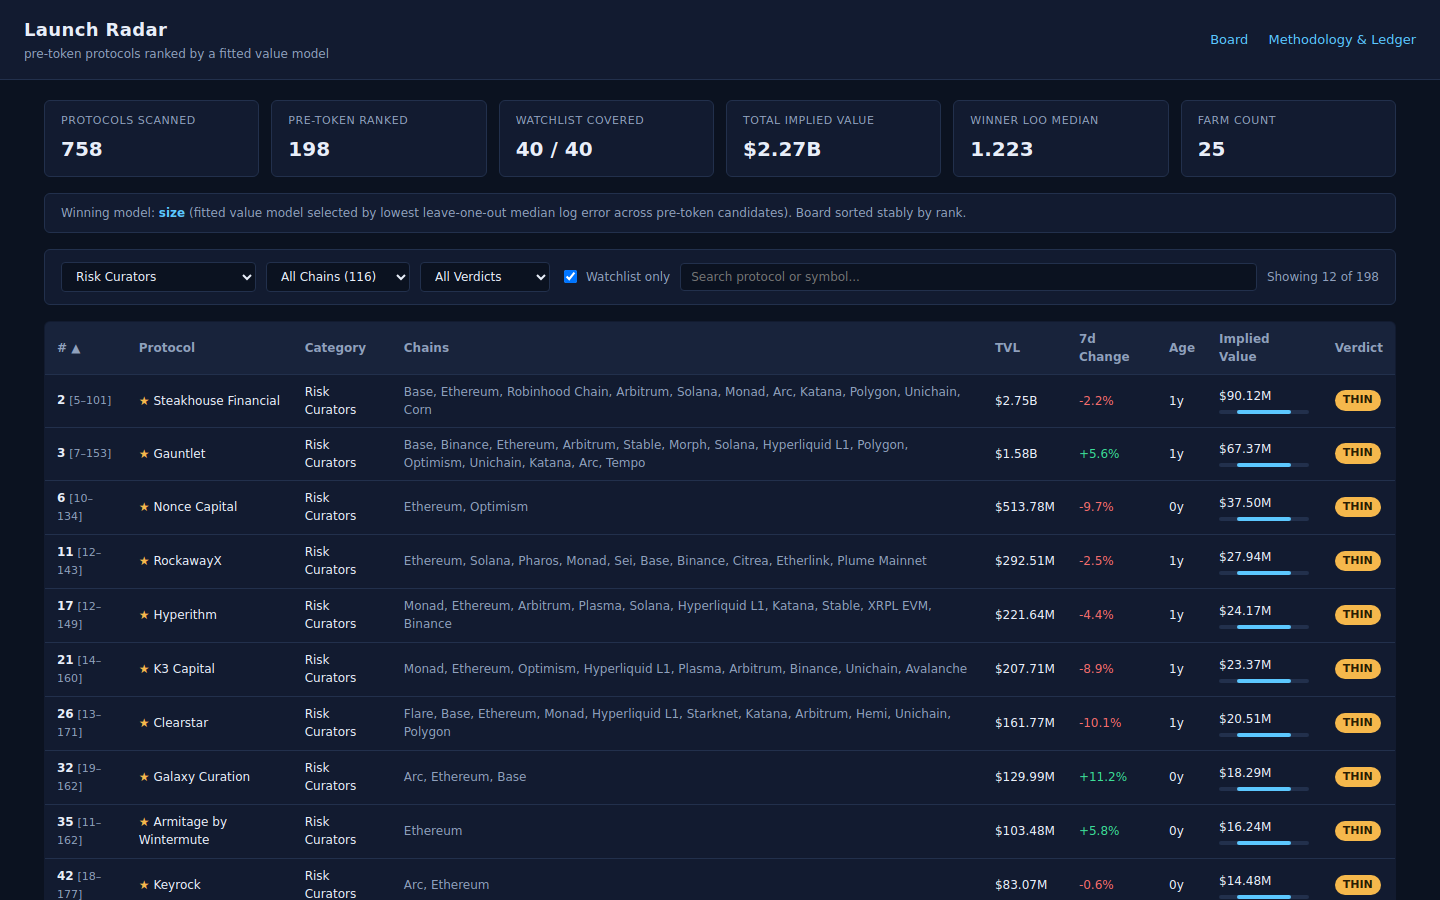 Launch Radar
pre-token protocols ranked by a fitted value model
Board
Methodology & Ledger
PROTOCOLS SCANNED
758
PRE-TOKEN RANKED
198
WATCHLIST COVERED
40 / 40
TOTAL IMPLIED VALUE
$2.27B
WINNER LOO MEDIAN
1.223
FARM COUNT
25
Winning model: size (fitted value model selected by lowest leave-one-out median log error across pre-token candidates). Board sorted stably by rank.
Risk Curators
All Chains (116)
All Verdicts
Watchlist only
Search protocol or symbol...
Showing 12 of 198
# ▲
Protocol
Category
Chains
TVL
7d
Change
Age
Implied
Value
Verdict
2 [5–101]
★ Steakhouse Financial
Risk
Curators
Base, Ethereum, Robinhood Chain, Arbitrum, Solana, Monad, Arc, Katana, Polygon, Unichain,
Corn
$2.75B
-2.2%
1y
$90.12M
THIN
3 [7–153]
★ Gauntlet
Risk
Curators
Base, Binance, Ethereum, Arbitrum, Stable, Morph, Solana, Hyperliquid L1, Polygon,
Optimism, Unichain, Katana, Arc, Tempo
$1.58B
+5.6%
1y
$67.37M
THIN
6 [10–
134]
★ Nonce Capital
Risk
Curators
Ethereum, Optimism
$513.78M
-9.7%
0y
$37.50M
THIN
11 [12–
143]
★ RockawayX
Risk
Curators
Ethereum, Solana, Pharos, Monad, Sei, Base, Binance, Citrea, Etherlink, Plume Mainnet
$292.51M
-2.5%
1y
$27.94M
THIN
17 [12–
149]
★ Hyperithm
Risk
Curators
Monad, Ethereum, Arbitrum, Plasma, Solana, Hyperliquid L1, Katana, Stable, XRPL EVM,
Binance
$221.64M
-4.4%
1y
$24.17M
THIN
21 [14–
160]
★ K3 Capital
Risk
Curators
Monad, Ethereum, Optimism, Hyperliquid L1, Plasma, Arbitrum, Binance, Unichain, Avalanche
$207.71M
-8.9%
1y
$23.37M
THIN
26 [13–
171]
★ Clearstar
Risk
Curators
Flare, Base, Ethereum, Monad, Hyperliquid L1, Starknet, Katana, Arbitrum, Hemi, Unichain,
Polygon
$161.77M
-10.1%
1y
$20.51M
THIN
32 [19–
162]
★ Galaxy Curation
Risk
Curators
Arc, Ethereum, Base
$129.99M
+11.2%
0y
$18.29M
THIN
35 [11–
162]
★ Armitage by
Wintermute
Risk
Curators
Ethereum
$103.48M
+5.8%
0y
$16.24M
THIN
42 [18–
177]
★ Keyrock
Risk
Curators
Arc, Ethereum
$83.07M
-0.6%
0y
$14.48M
THIN